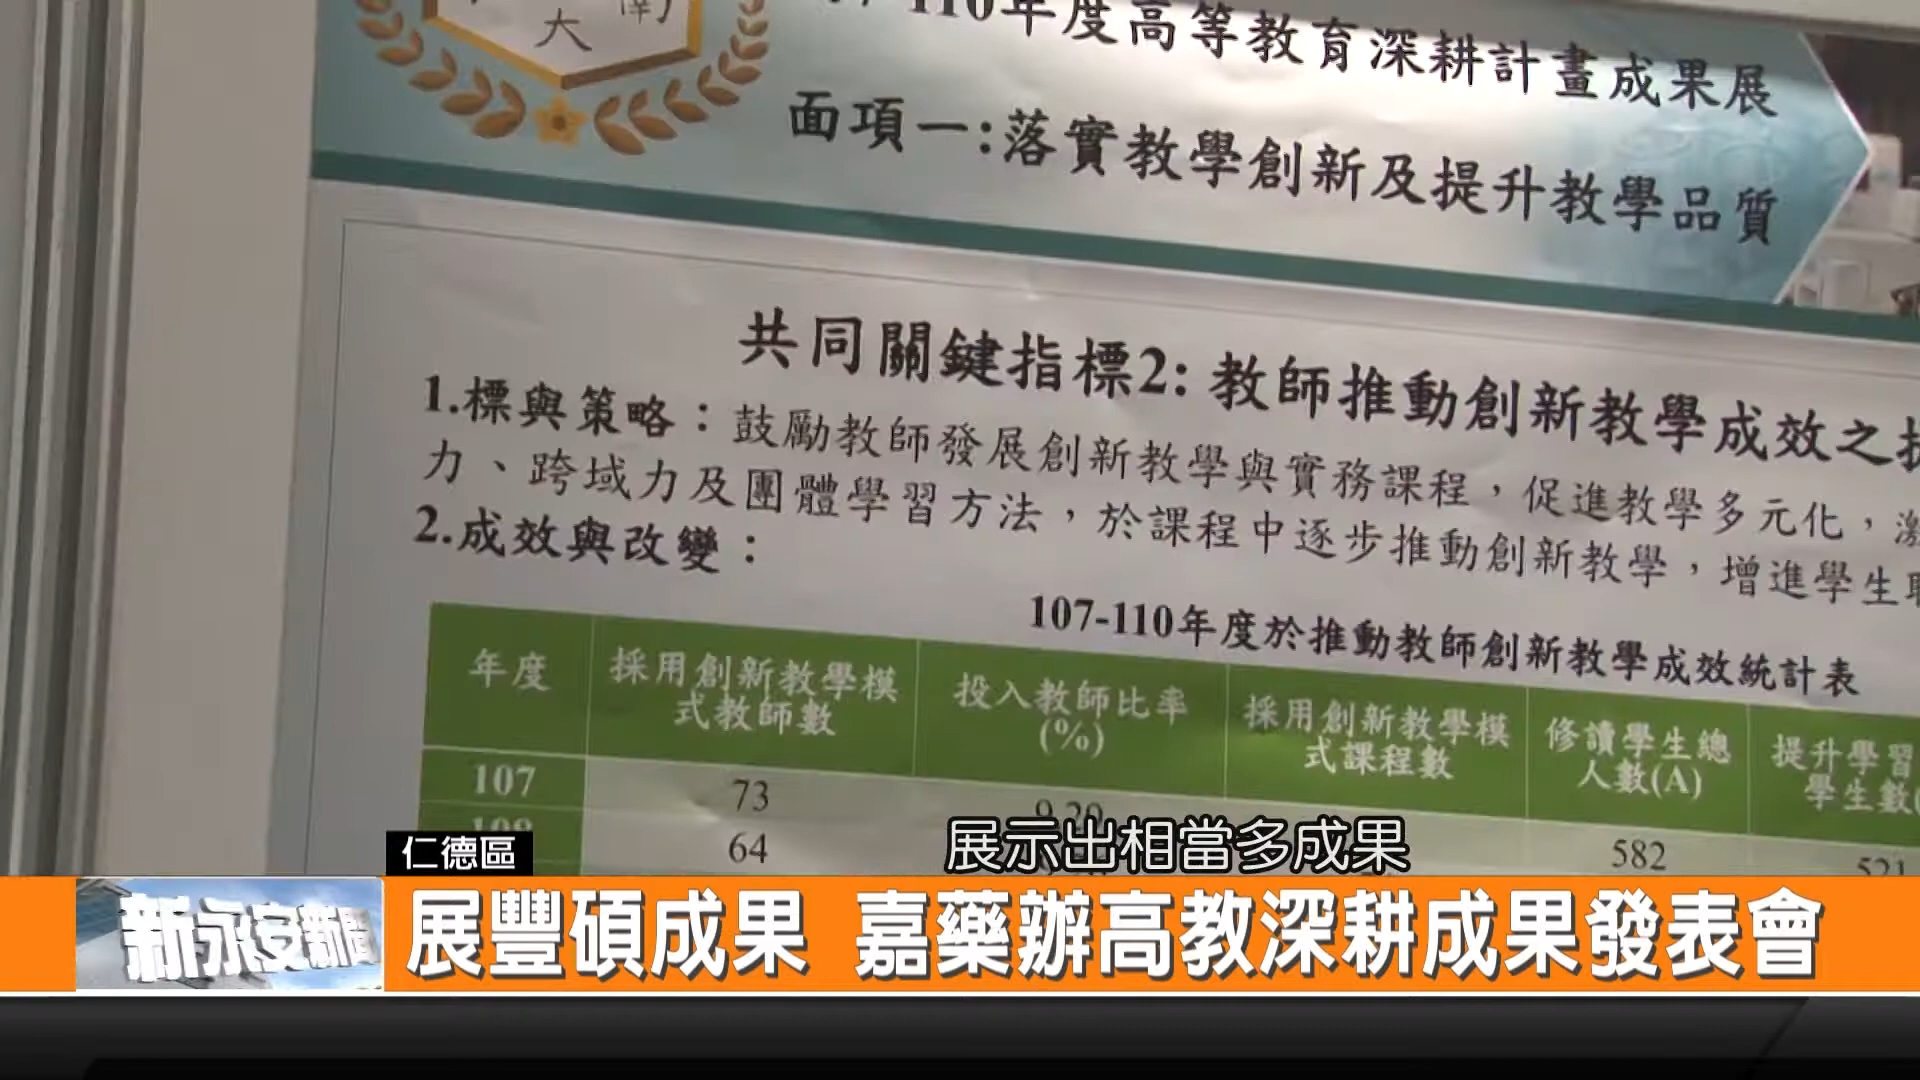 大 南
110年度高等教育深耕計畫成果展
面項一:落實教學創新及提升教學品質
共同關鍵指標2: 教師推動創新教學成效之
1.標與策略：鼓勵教師發展創新教學與實務課程，促進教學多元化，激
力、跨域力及團體學習方法，於課程中逐步推動創新教學，增進學生
2.成效與改變：
107-110年度於推動教師創新教學成效統計表
年度 採用創新教學模式教師數 投入教師比率(%) 採用創新教學模式課程數 修讀學生總人數(A) 提升學習學生數
107 73 9.20 582 521
108 64
展示出相當多成果
仁德區
新永安新聞
展豐碩成果 嘉藥辦高教深耕成果發表會